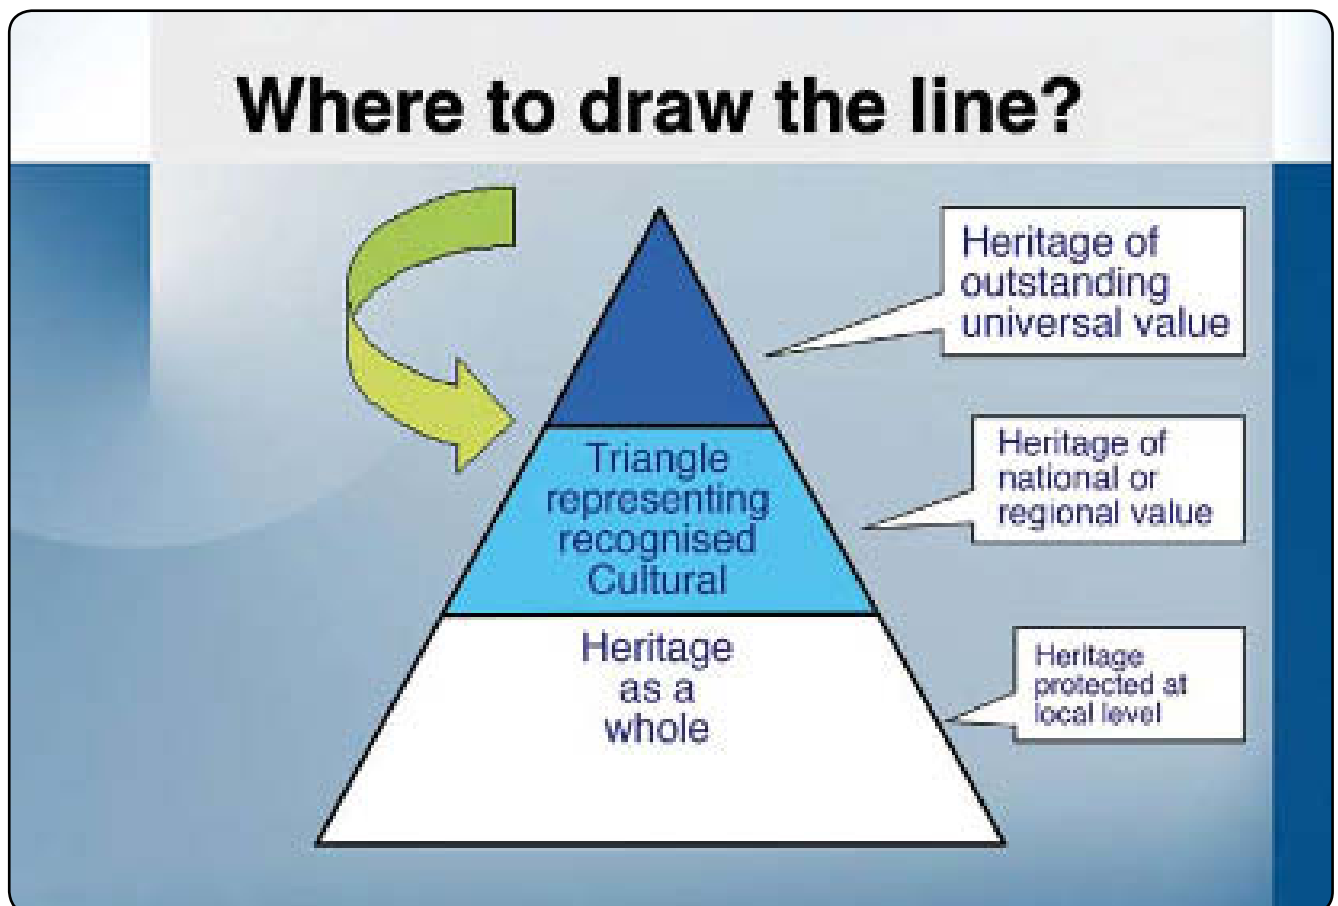 Where to draw the line?
Heritage of
outstanding
universal value
Triangle
representing
recognised
Cultural
Heritage
as a
whole
Heritage of
national or
regional value
Heritage
protected at
local level